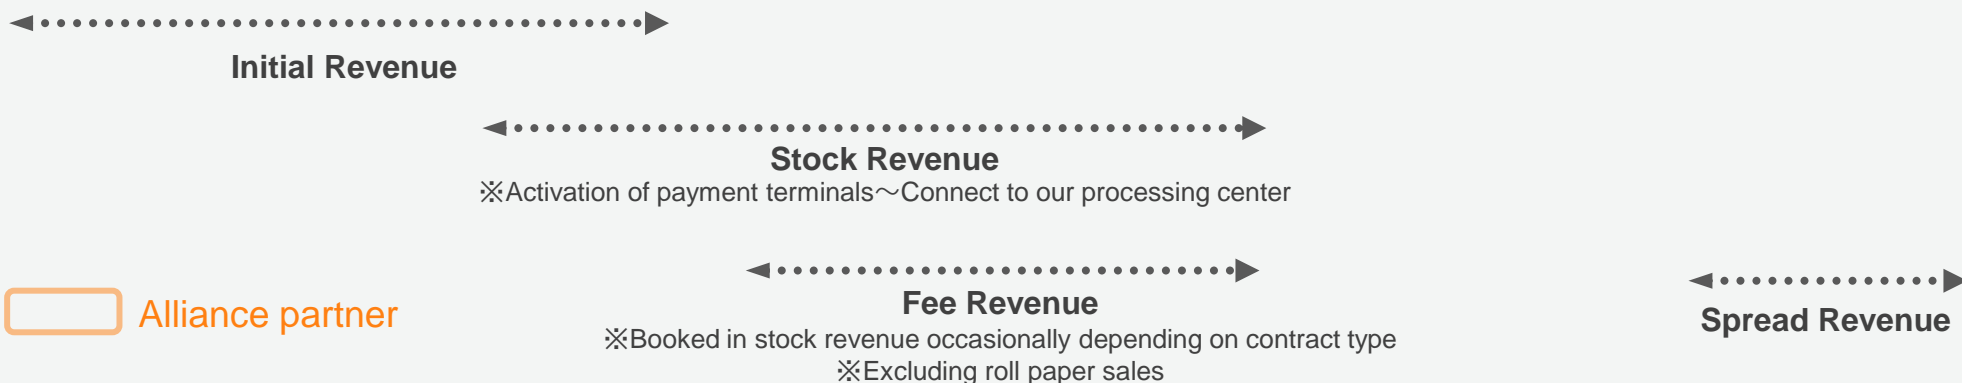 Initial Revenue
Stock Revenue
※Activation of payment terminals～Connect to our processing center
Alliance partner
Fee Revenue
※Booked in stock revenue occasionally depending on contract type
※Excluding roll paper sales
Spread Revenue